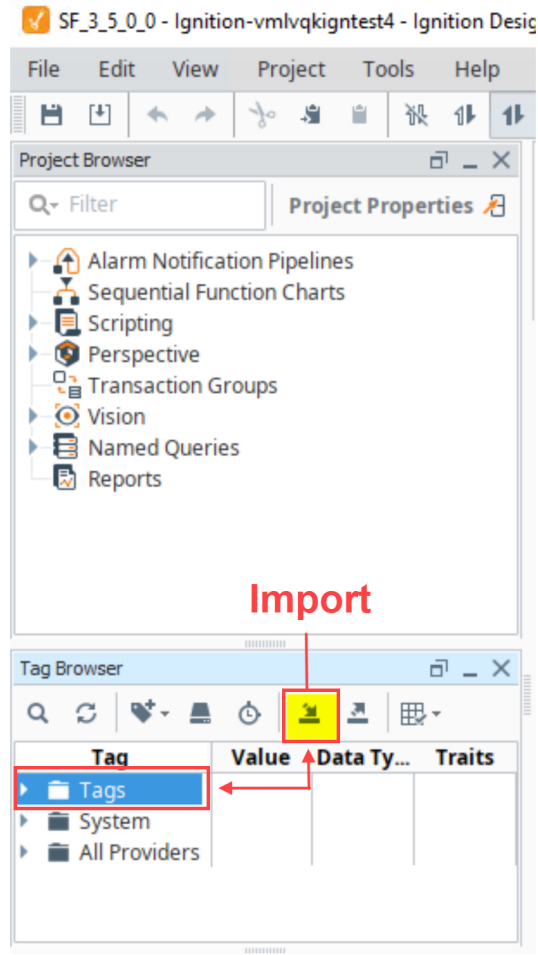 SF_3_5_0_0 - Ignition-vmlvqkigntest4 - Ignition Desig
File Edit View Project Tools Help
Project Browser
Filter
Project Properties
Alarm Notification Pipelines
Sequential Function Charts
Scripting
Perspective
Transaction Groups
Vision
Named Queries
Reports
Import
Tag Browser
Tag Value Data Ty... Traits
Tags
System
All Providers